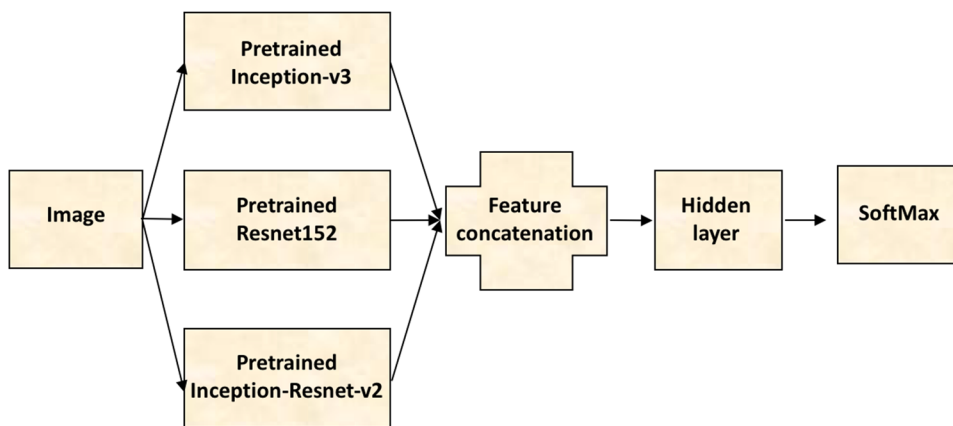 Pretrained
Inception-v3
Image
Pretrained
Resnet152
Feature
concatenation
Hidden
layer
SoftMax
Pretrained
Inception-Resnet-v2